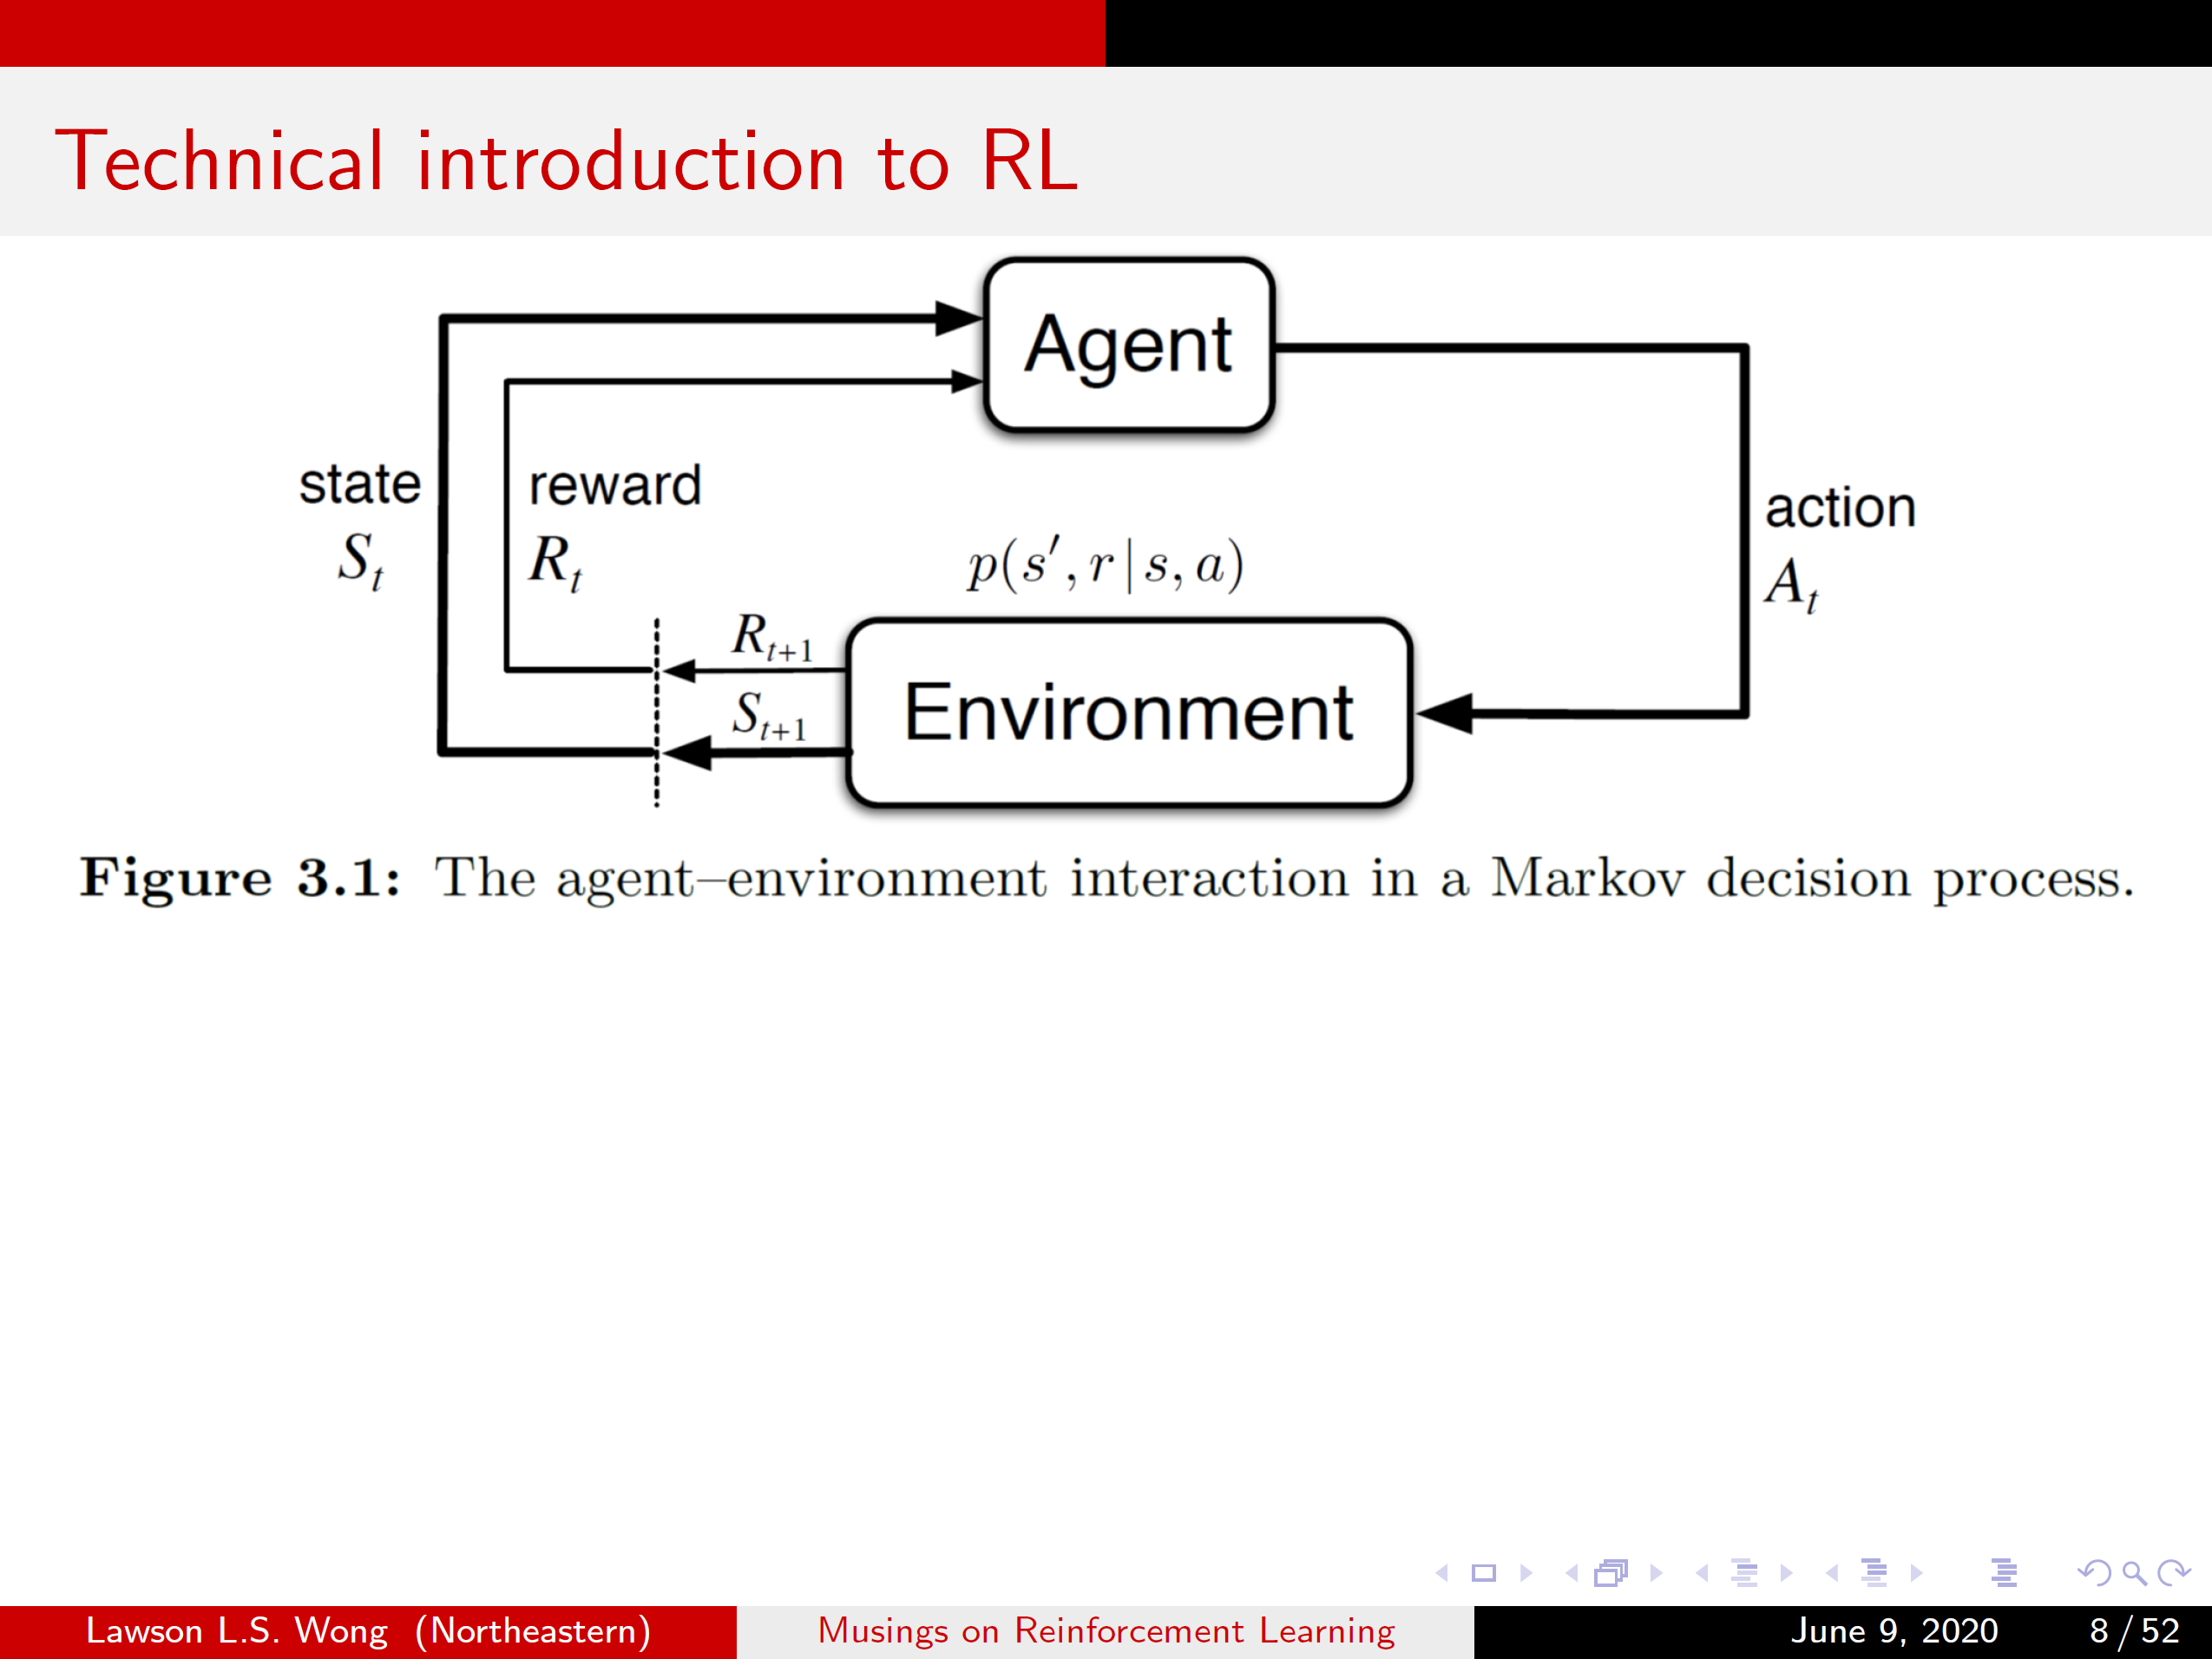 Technical introduction to RL
Agent
state
S_t
reward
R_t
action
A_t
p(s′, r | s, a)
R_{t+1}
S_{t+1}
Environment
Figure 3.1: The agent–environment interaction in a Markov decision process.
Lawson L.S. Wong (Northeastern) Musings on Reinforcement Learning June 9, 2020 8 / 52